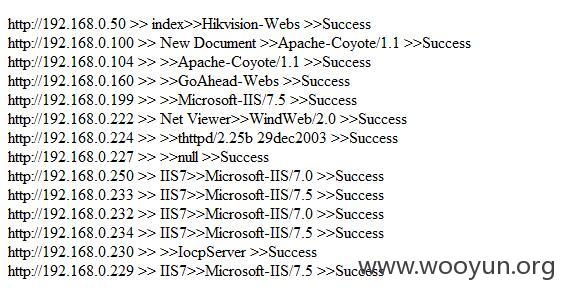 http://192.168.0.50 >> index>>Hikvision-Webs >>Success
http://192.168.0.100 >> New Document >>Apache-Coyote/1.1 >>Success
http://192.168.0.104 >> >>Apache-Coyote/1.1 >>Success
http://192.168.0.160 >> >>GoAhead-Webs >>Success
http://192.168.0.199 >> >>Microsoft-IIS/7.5 >>Success
http://192.168.0.222 >> Net Viewer>>WindWeb/2.0 >>Success
http://192.168.0.224 >> >>thttpd/2.25b 29dec2003 >>Success
http://192.168.0.227 >> >>null >>Success
http://192.168.0.250 >> IIS7>>Microsoft-IIS/7.0 >>Success
http://192.168.0.233 >> IIS7>>Microsoft-IIS/7.5 >>Success
http://192.168.0.232 >> IIS7>>Microsoft-IIS/7.0 >>Success
http://192.168.0.234 >> IIS7>>Microsoft-IIS/7.5 >>Success
http://192.168.0.230 >> >>IocpServer >>Success
http://192.168.0.229 >> IIS7>>Microsoft-IIS/7.5 >>Success
www.wooyun.org